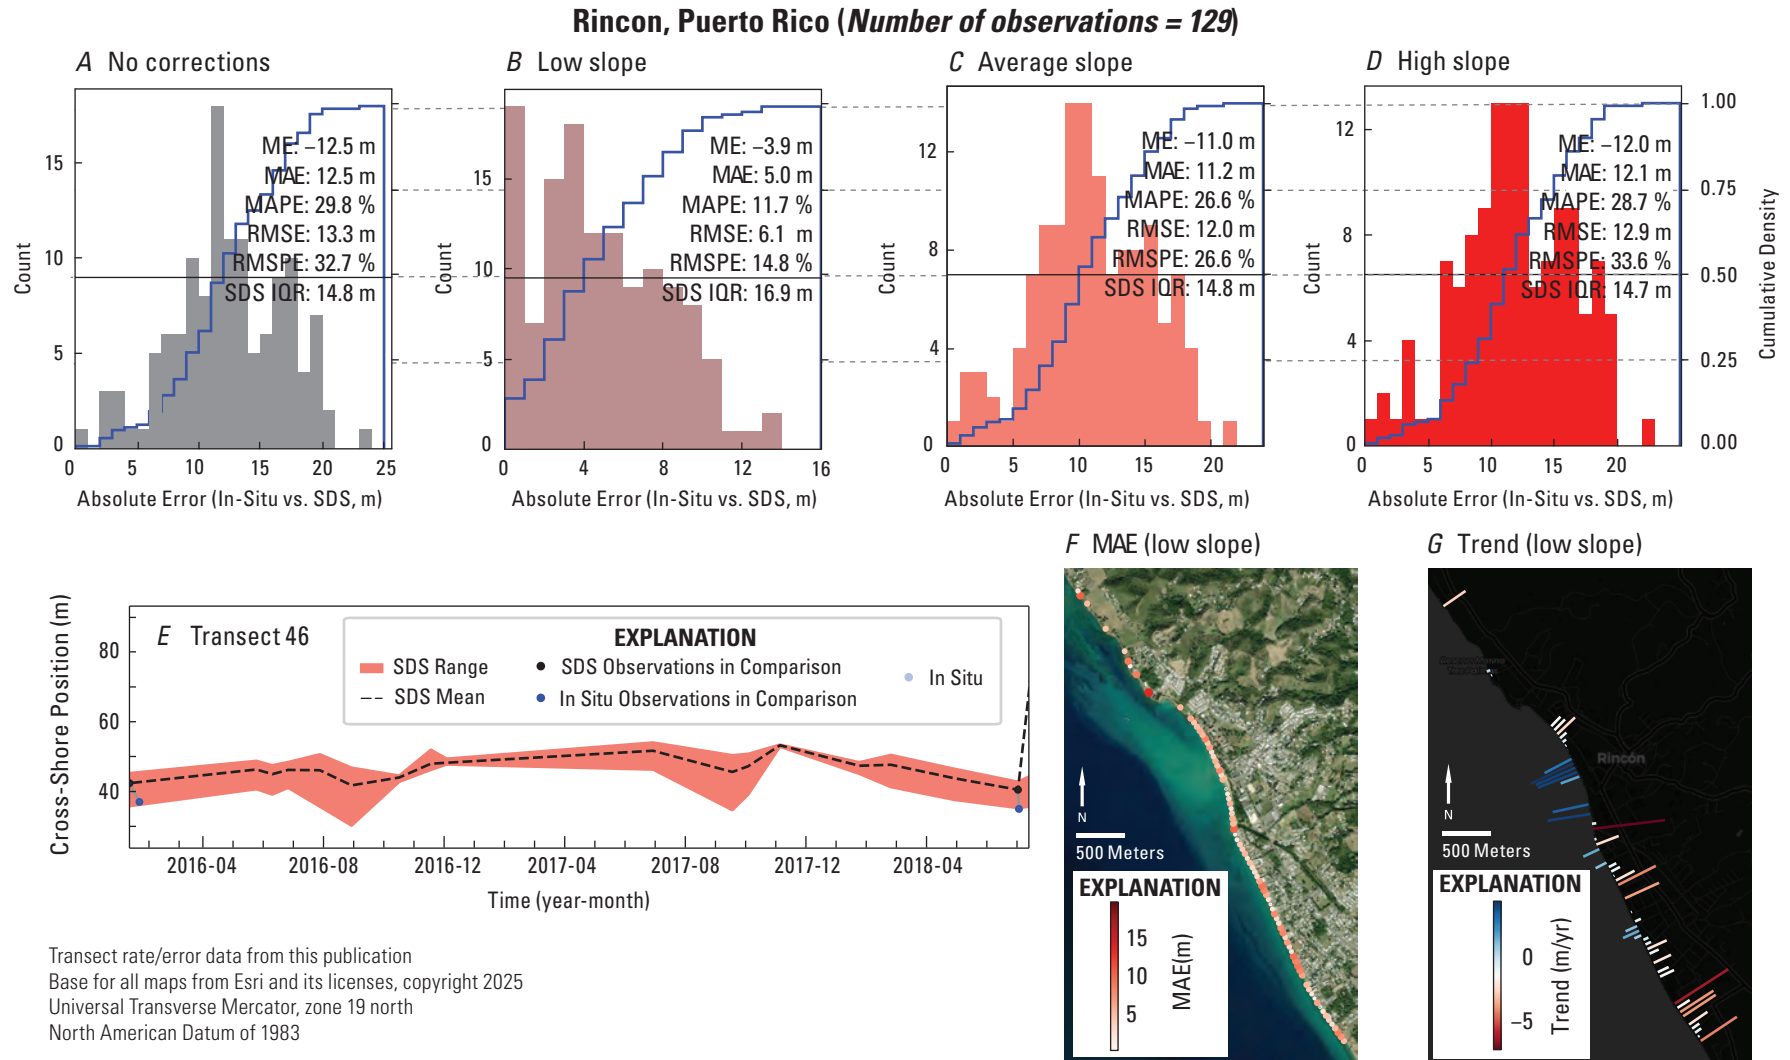 Rincon, Puerto Rico (Number of observations = 129)
A No corrections
B Low slope
C Average slope
D High slope
ME: –12.5 m
MAE: 12.5 m
MAPE: 29.8 %
RMSE: 13.3 m
RMSPE: 32.7 %
SDS IQR: 14.8 m
Count
15
10
5
0
0 5 10 15 20 25
Absolute Error (In-Situ vs. SDS, m)
ME: –3.9 m
MAE: 5.0 m
MAPE: 11.7 %
RMSE: 6.1 m
RMSPE: 14.8 %
SDS IQR: 16.9 m
Count
15
10
5
0
0 4 8 12 16
Absolute Error (In-Situ vs. SDS, m)
ME: –11.0 m
MAE: 11.2 m
MAPE: 26.6 %
RMSE: 12.0 m
RMSPE: 26.6 %
SDS IQR: 14.8 m
Count
12
8
4
0
0 5 10 15 20
Absolute Error (In-Situ vs. SDS, m)
ME: –12.0 m
MAE: 12.1 m
MAPE: 28.7 %
RMSE: 12.9 m
RMSPE: 33.6 %
SDS IQR: 14.7 m
Count
12
8
4
0
0 5 10 15 20
Absolute Error (In-Situ vs. SDS, m)
1.00
0.75
0.50
0.25
0.00
Cumulative Density
E Transect 46
EXPLANATION
SDS Range
SDS Mean
SDS Observations in Comparison
In Situ Observations in Comparison
In Situ
Cross-Shore Position (m)
80
60
40
2016-04 2016-08 2016-12 2017-04 2017-08 2017-12 2018-04
Time (year-month)
F MAE (low slope)
N
500 Meters
EXPLANATION
15
10
5
MAE(m)
G Trend (low slope)
Rincón
N
500 Meters
EXPLANATION
0
–5
Trend (m/yr)
Transect rate/error data from this publication
Base for all maps from Esri and its licenses, copyright 2025
Universal Transverse Mercator, zone 19 north
North American Datum of 1983